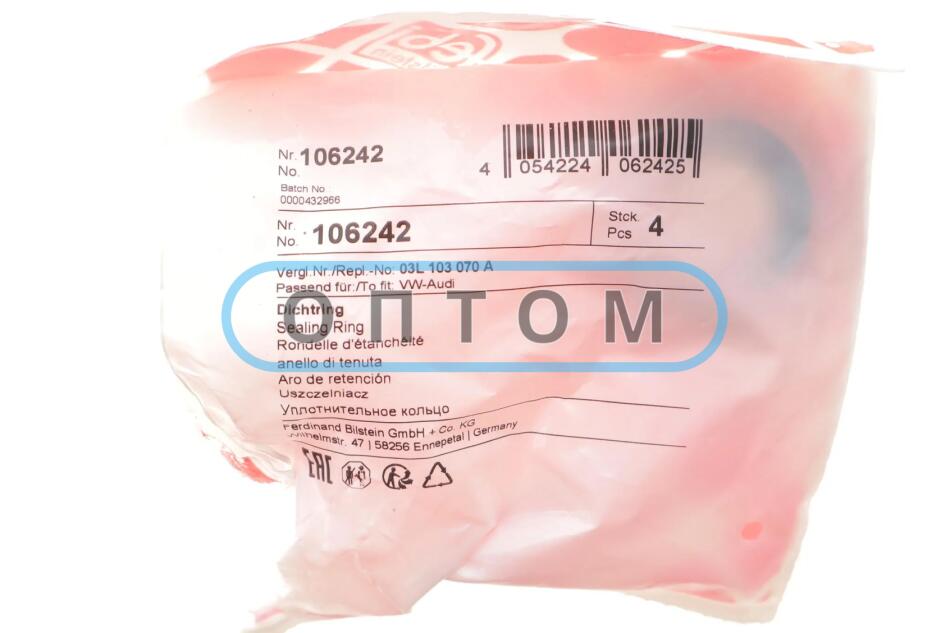 febi
bilstein
Nr.
No. 106242
Batch No.:
0000432966
4 054224 062425
Nr.
No. 106242
Stck.
Pcs 4
Vergl.Nr./Repl.-No: 03L 103 070 A
Passend für:/To fit: VW-Audi
ОПТОМ
Dichtring
Sealing Ring
Rondelle d'étanchéité
anello di tenuta
Aro de retención
Uszczelniacz
Уплотнительное кольцо
Ferdinand Bilstein GmbH + Co. KG
Wilhelmstr. 47 | 58256 Ennepetal | Germany
EAC